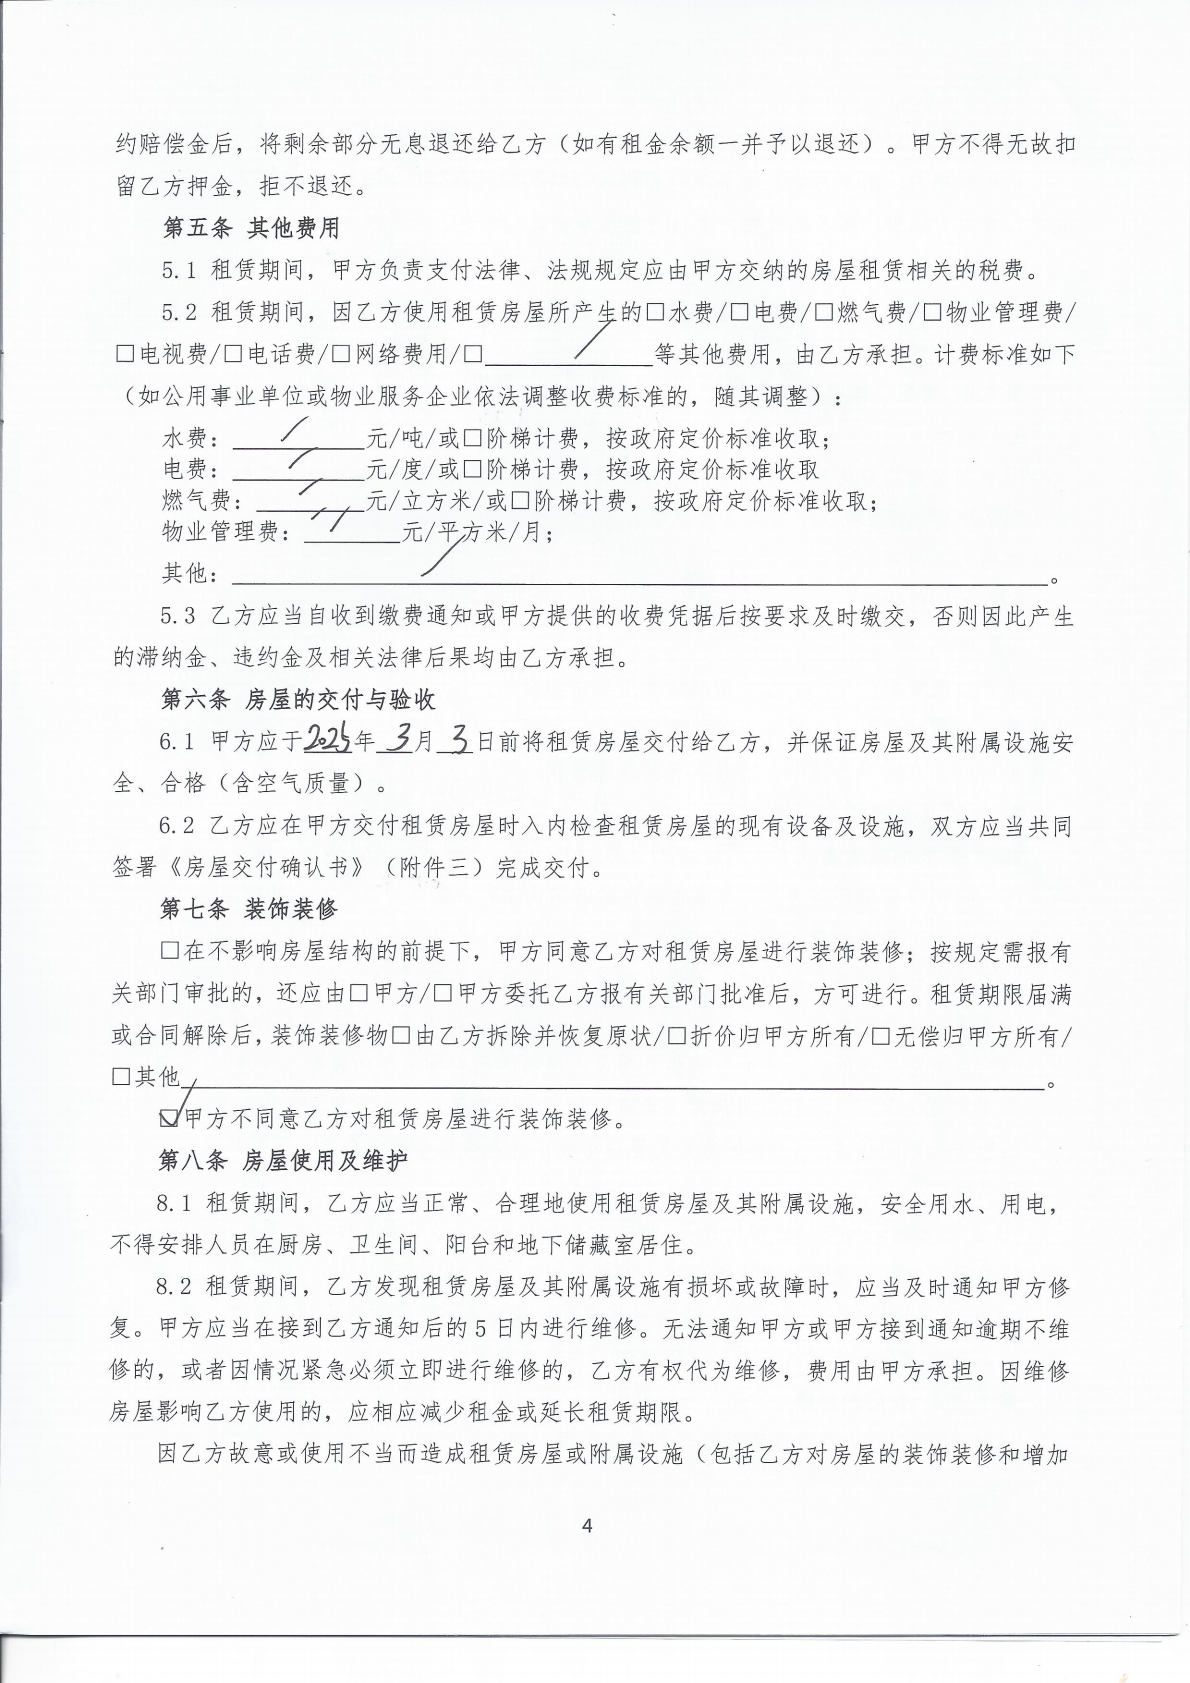 约赔偿金后，将剩余部分无息退还给乙方（如有租金余额一并予以退还）。甲方不得无故扣
留乙方押金，拒不退还。
第五条 其他费用
5.1 租赁期间，甲方负责支付法律、法规规定应由甲方交纳的房屋租赁相关的税费。
5.2 租赁期间，因乙方使用租赁房屋所产生的□水费/□电费/□燃气费/□物业管理费/
□电视费/□电话费/□网络费用/□____/____等其他费用，由乙方承担。计费标准如下
（如公用事业单位或物业服务企业依法调整收费标准的，随其调整）：
水费：____/____元/吨/或□阶梯计费，按政府定价标准收取；
电费：____/____元/度/或□阶梯计费，按政府定价标准收取
燃气费：____/____元/立方米/或□阶梯计费，按政府定价标准收取；
物业管理费：____/____元/平方米/月；
其他：____/____。
5.3 乙方应当自收到缴费通知或甲方提供的收费凭据后按要求及时缴交，否则因此产生
的滞纳金、违约金及相关法律后果均由乙方承担。
第六条 房屋的交付与验收
6.1 甲方应于2025年 3月 3日前将租赁房屋交付给乙方，并保证房屋及其附属设施安
全、合格（含空气质量）。
6.2 乙方应在甲方交付租赁房屋时入内检查租赁房屋的现有设备及设施，双方应当共同
签署《房屋交付确认书》（附件三）完成交付。
第七条 装饰装修
□在不影响房屋结构的前提下，甲方同意乙方对租赁房屋进行装饰装修；按规定需报有
关部门审批的，还应由□甲方/□甲方委托乙方报有关部门批准后，方可进行。租赁期限届满
或合同解除后，装饰装修物□由乙方拆除并恢复原状/□折价归甲方所有/□无偿归甲方所有/
□其他________。
☑甲方不同意乙方对租赁房屋进行装饰装修。
第八条 房屋使用及维护
8.1 租赁期间，乙方应当正常、合理地使用租赁房屋及其附属设施，安全用水、用电，
不得安排人员在厨房、卫生间、阳台和地下储藏室居住。
8.2 租赁期间，乙方发现租赁房屋及其附属设施有损坏或故障时，应当及时通知甲方修
复。甲方应当在接到乙方通知后的 5 日内进行维修。无法通知甲方或甲方接到通知逾期不维
修的，或者因情况紧急必须立即进行维修的，乙方有权代为维修，费用由甲方承担。因维修
房屋影响乙方使用的，应相应减少租金或延长租赁期限。
因乙方故意或使用不当而造成租赁房屋或附属设施（包括乙方对房屋的装饰装修和增加
4